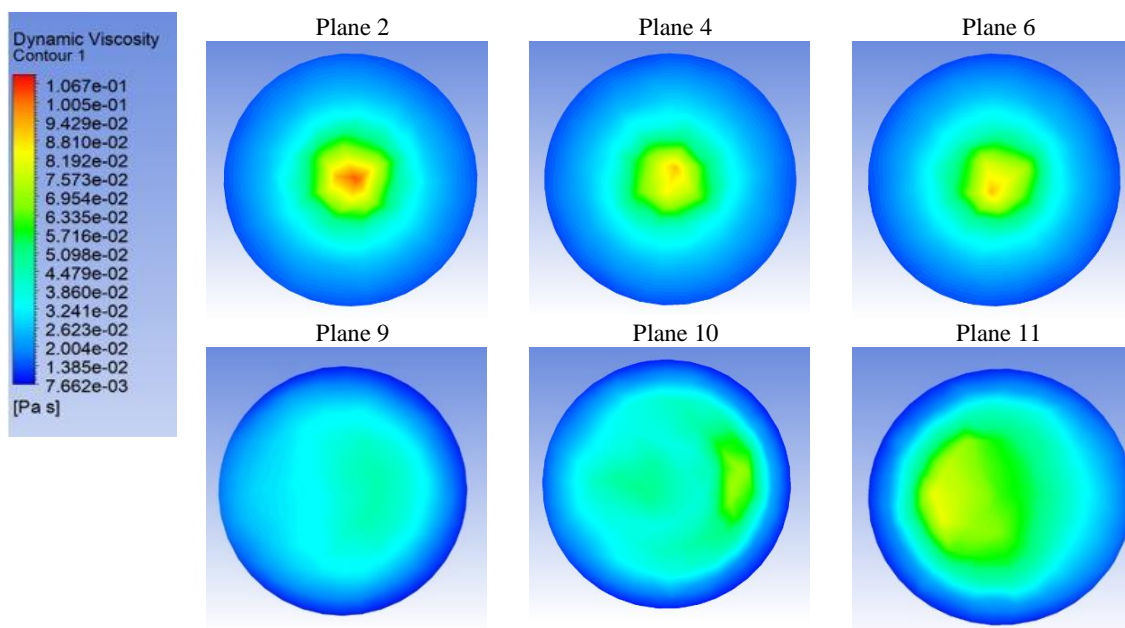 Plane 2
Plane 4
Plane 6
Dynamic Viscosity
Contour 1
1.067e-01
1.005e-01
9.429e-02
8.810e-02
8.192e-02
7.573e-02
6.954e-02
6.335e-02
5.716e-02
5.098e-02
4.479e-02
3.860e-02
3.241e-02
2.623e-02
2.004e-02
1.385e-02
7.662e-03
[Pa s]
Plane 9
Plane 10
Plane 11